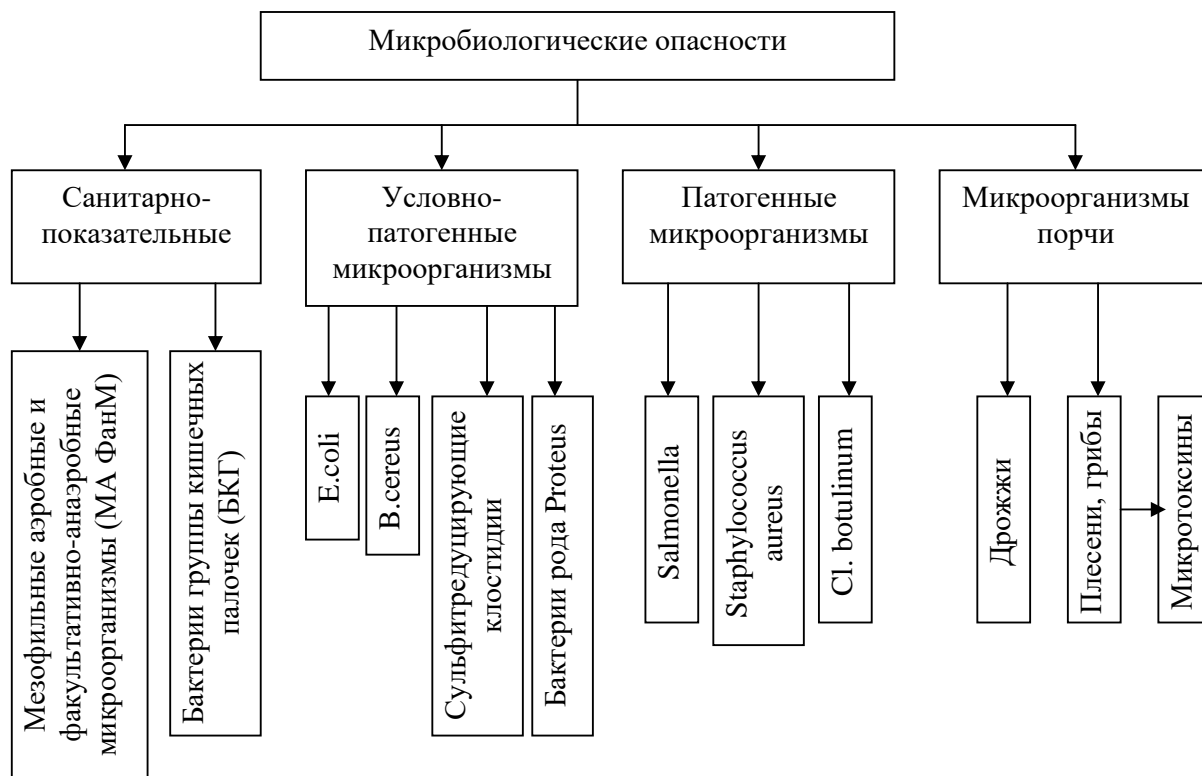 Микробиологические опасности
Санитарно-
показательные
Условно-
патогенные
микроорганизмы
Патогенные
микроорганизмы
Микроорганизмы
порчи
Мезофильные аэробные и
факультативно-анаэробные
микроорганизмы (МА ФанМ)
Бактерии группы кишечных
палочек (БКГ)
E.coli
B.cereus
Сульфитредуцирующие
клостидии
Бактерии рода Proteus
Salmonella
Staphylococcus
aureus
Cl. botulinum
Дрожжи
Плесени, грибы
Микротоксины